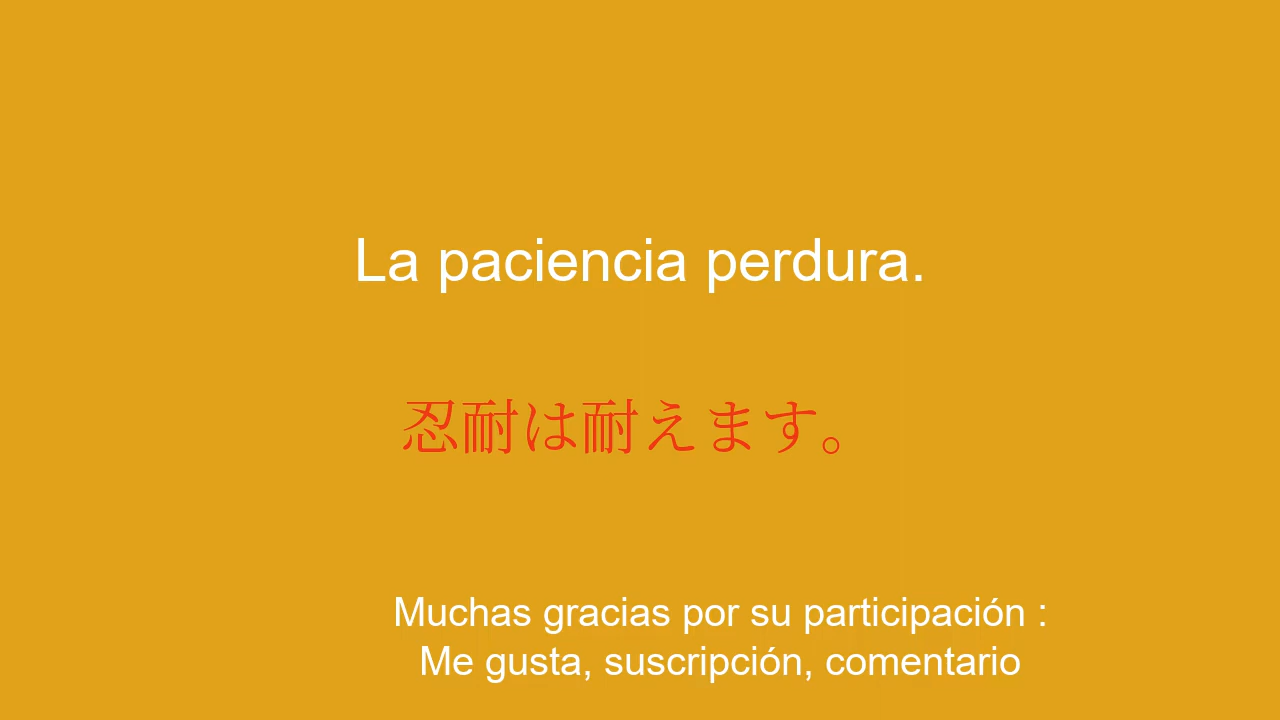 La paciencia perdura.
忍耐は耐えます。
Muchas gracias por su participación :
Me gusta, suscripción, comentario